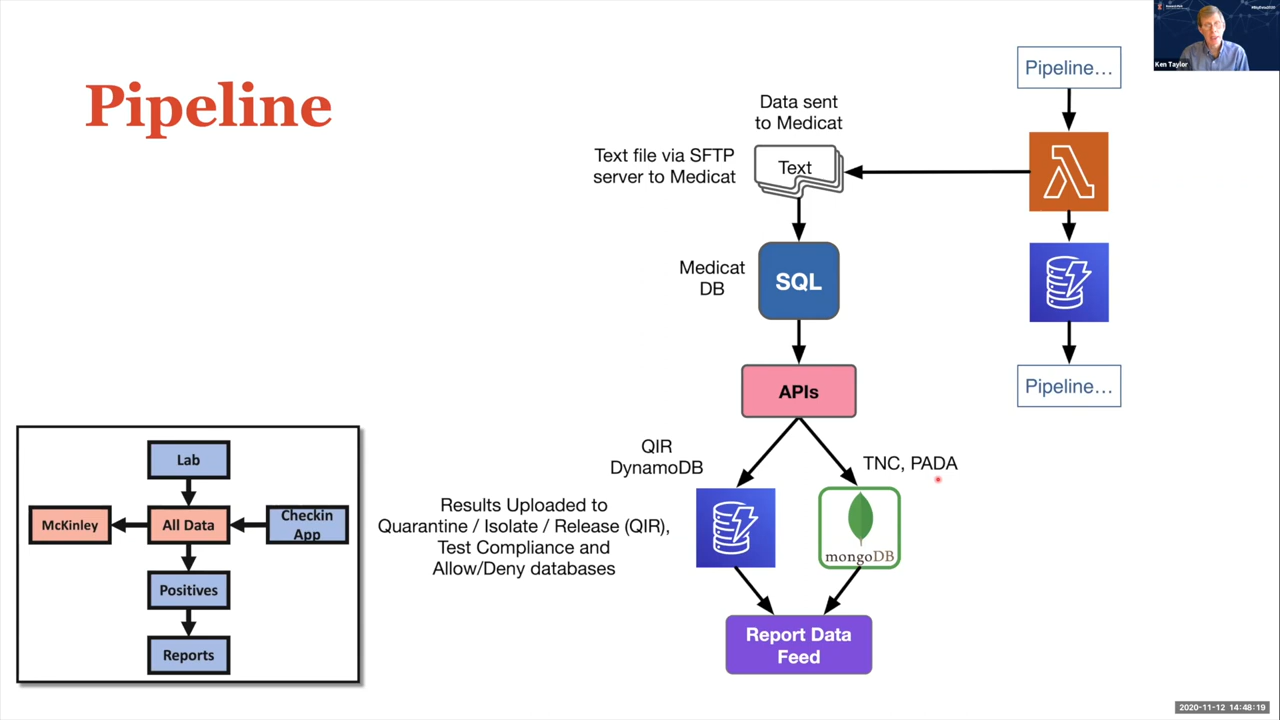 Pipeline
Ken Taylor
Pipeline...
Data sent
to Medicat
Text file via SFTP
server to Medicat
Text
Medicat
DB
SQL
APIs
Pipeline...
QIR
DynamoDB
TNC, PADA
Results Uploaded to
Quarantine / Isolate / Release (QIR),
Test Compliance and
Allow/Deny databases
mongoDB
Report Data
Feed
Lab
McKinley
All Data
Checkin
App
Positives
Reports
2020-11-12 14:48:19